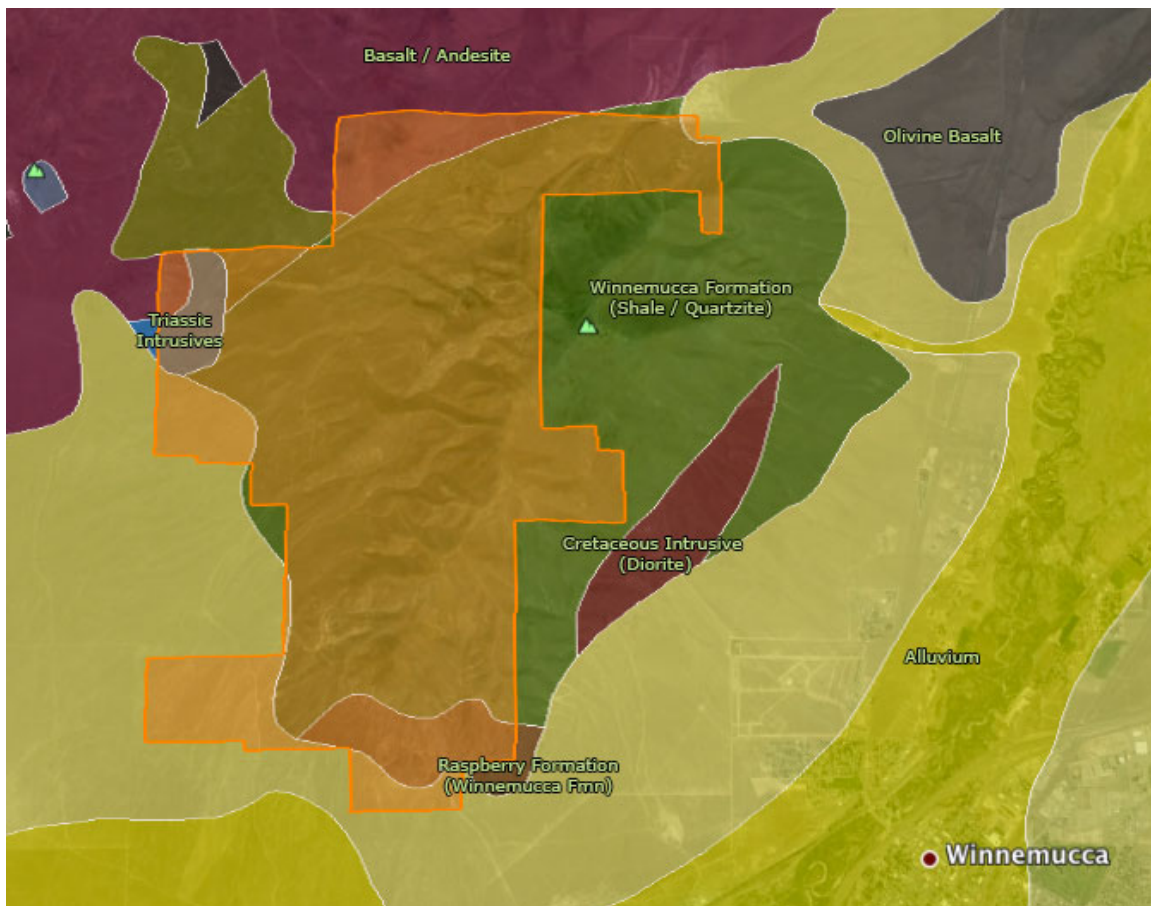 Basalt / Andesite
Olivine Basalt
Winnemucca Formation
(Shale / Quartzite)
Triassic
Intrusives
Cretaceous Intrusive
(Diorite)
Alluvium
Raspberry Formation
(Winnemucca Fmn)
Winnemucca